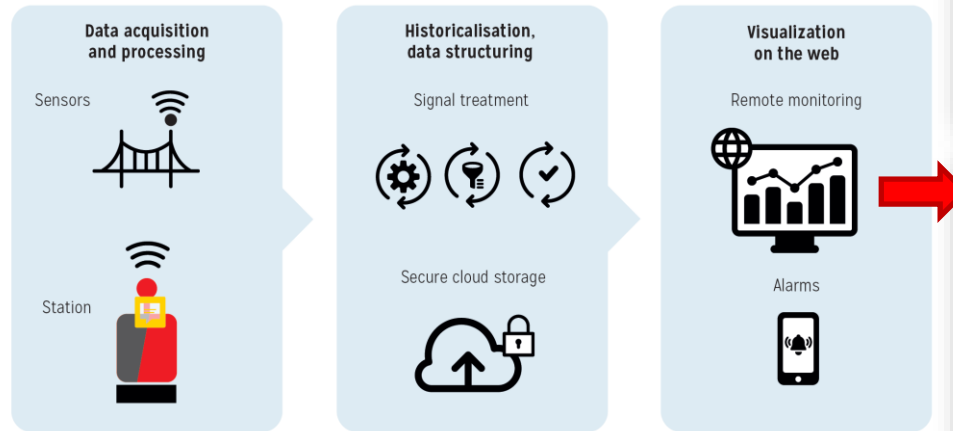 Data acquisition
and processing
Sensors
Station
Historicalisation,
data structuring
Signal treatment
Secure cloud storage
Visualization
on the web
Remote monitoring
Alarms